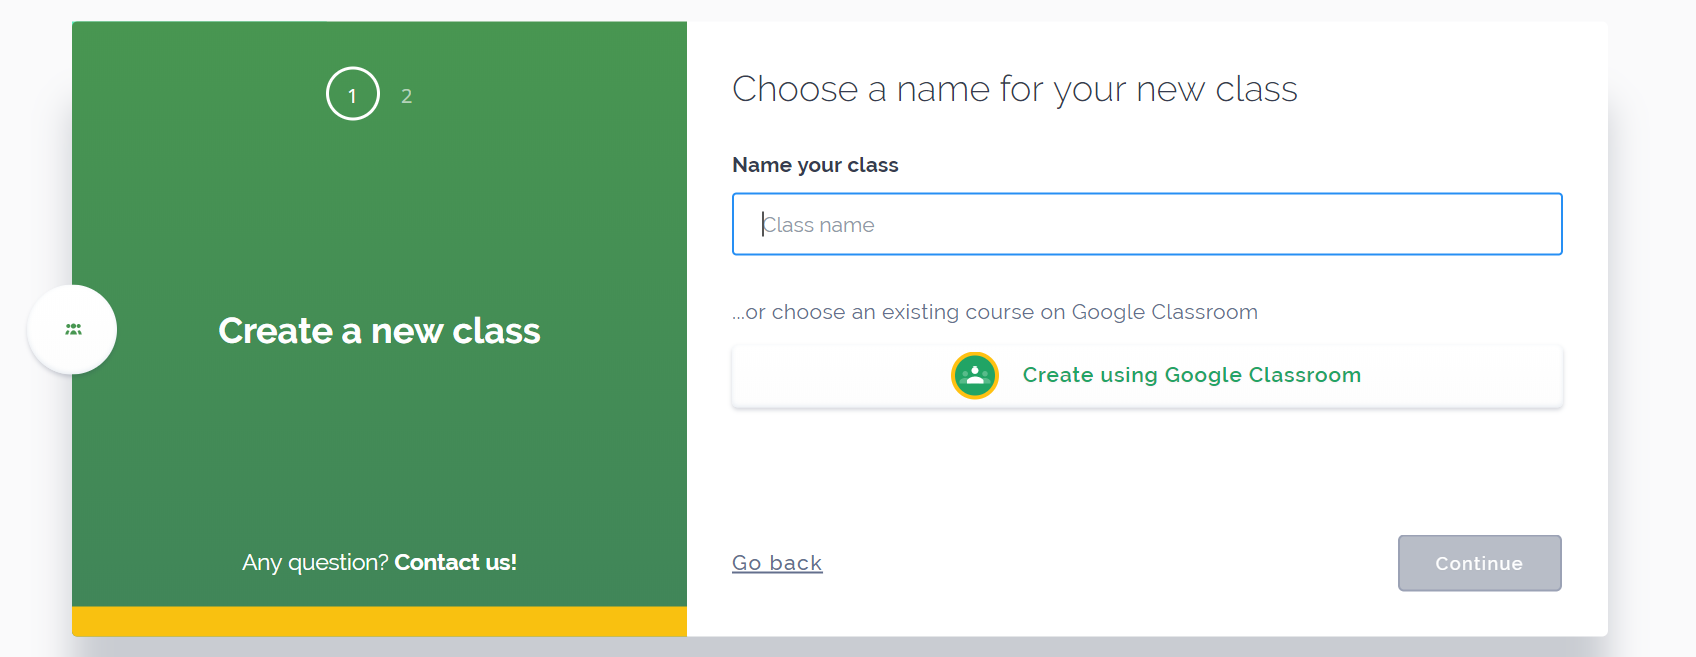 1 2
Create a new class
Any question? Contact us!
Choose a name for your new class
Name your class
Class name
...or choose an existing course on Google Classroom
Create using Google Classroom
Go back
Continue